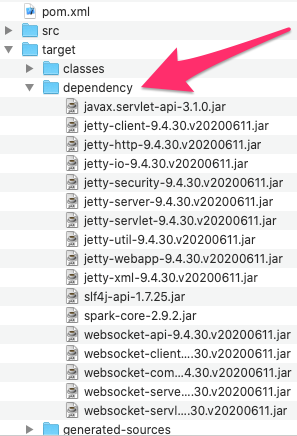 pom.xml
src
target
classes
dependency
javax.servlet-api-3.1.0.jar
jetty-client-9.4.30.v20200611.jar
jetty-http-9.4.30.v20200611.jar
jetty-io-9.4.30.v20200611.jar
jetty-security-9.4.30.v20200611.jar
jetty-server-9.4.30.v20200611.jar
jetty-servlet-9.4.30.v20200611.jar
jetty-util-9.4.30.v20200611.jar
jetty-webapp-9.4.30.v20200611.jar
jetty-xml-9.4.30.v20200611.jar
slf4j-api-1.7.25.jar
spark-core-2.9.2.jar
websocket-api-9.4.30.v20200611.jar
websocket-client....30.v20200611.jar
websocket-com...4.30.v20200611.jar
websocket-serve....30.v20200611.jar
websocket-servl....30.v20200611.jar
generated-sources